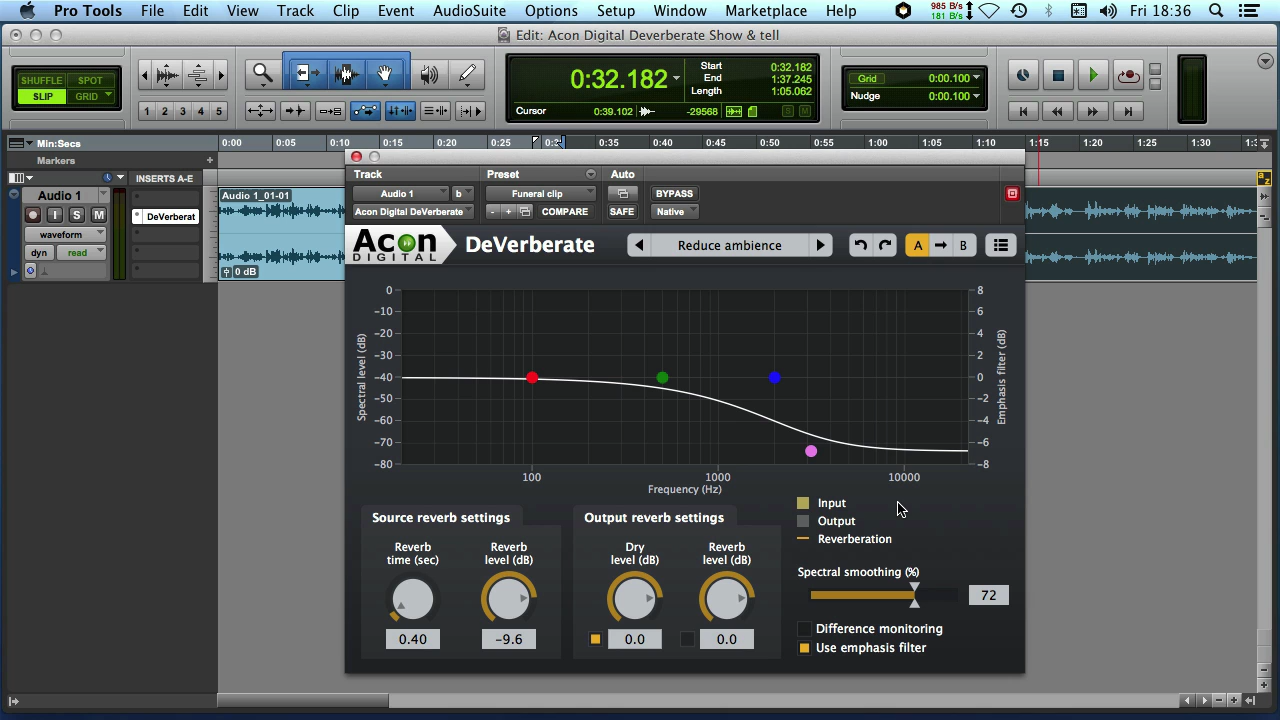 Pro Tools File Edit View Track Clip Event AudioSuite Options Setup Window Marketplace Help 985 B/s 181 B/s Fri 18:36
Edit: Acon Digital Deverberate Show & tell
SHUFFLE SPOT
SLIP GRID
1 2 3 4 5
0:32.182
Start 0:32.182
End 1:37.245
Length 1:05.062
Cursor 0:39.102 -29568 S M
Grid 0:00.100
Nudge 0:00.100
Min:Secs 0:00 0:05 0:10 0:15 0:20 0:25 0:35 0:40 0:45 0:50 0:55 1:00 1:05 1:10 1:15
Markers +
INSERTS A-E
Audio 1
I S M
waveform
dyn read
DeVerberat
Audio 1_01-01
0 dB
a z
Track Preset Auto
Audio 1 b Funeral clip BYPASS
Acon Digital DeVerberate - + COMPARE SAFE Native
Acon DIGITAL DeVerberate Reduce ambience A B
0 -10 -20 -30 -40 -50 -60 -70 -80
Spectral level (dB)
8 6 4 2 0 -2 -4 -6 -8
Emphasis filter (dB)
100 1000 10000
Frequency (Hz)
Input
Output
Reverberation
Source reverb settings
Reverb time (sec)
Reverb level (dB)
0.40 -9.6
Output reverb settings
Dry level (dB)
Reverb level (dB)
0.0 0.0
Spectral smoothing (%)
72
Difference monitoring
Use emphasis filter